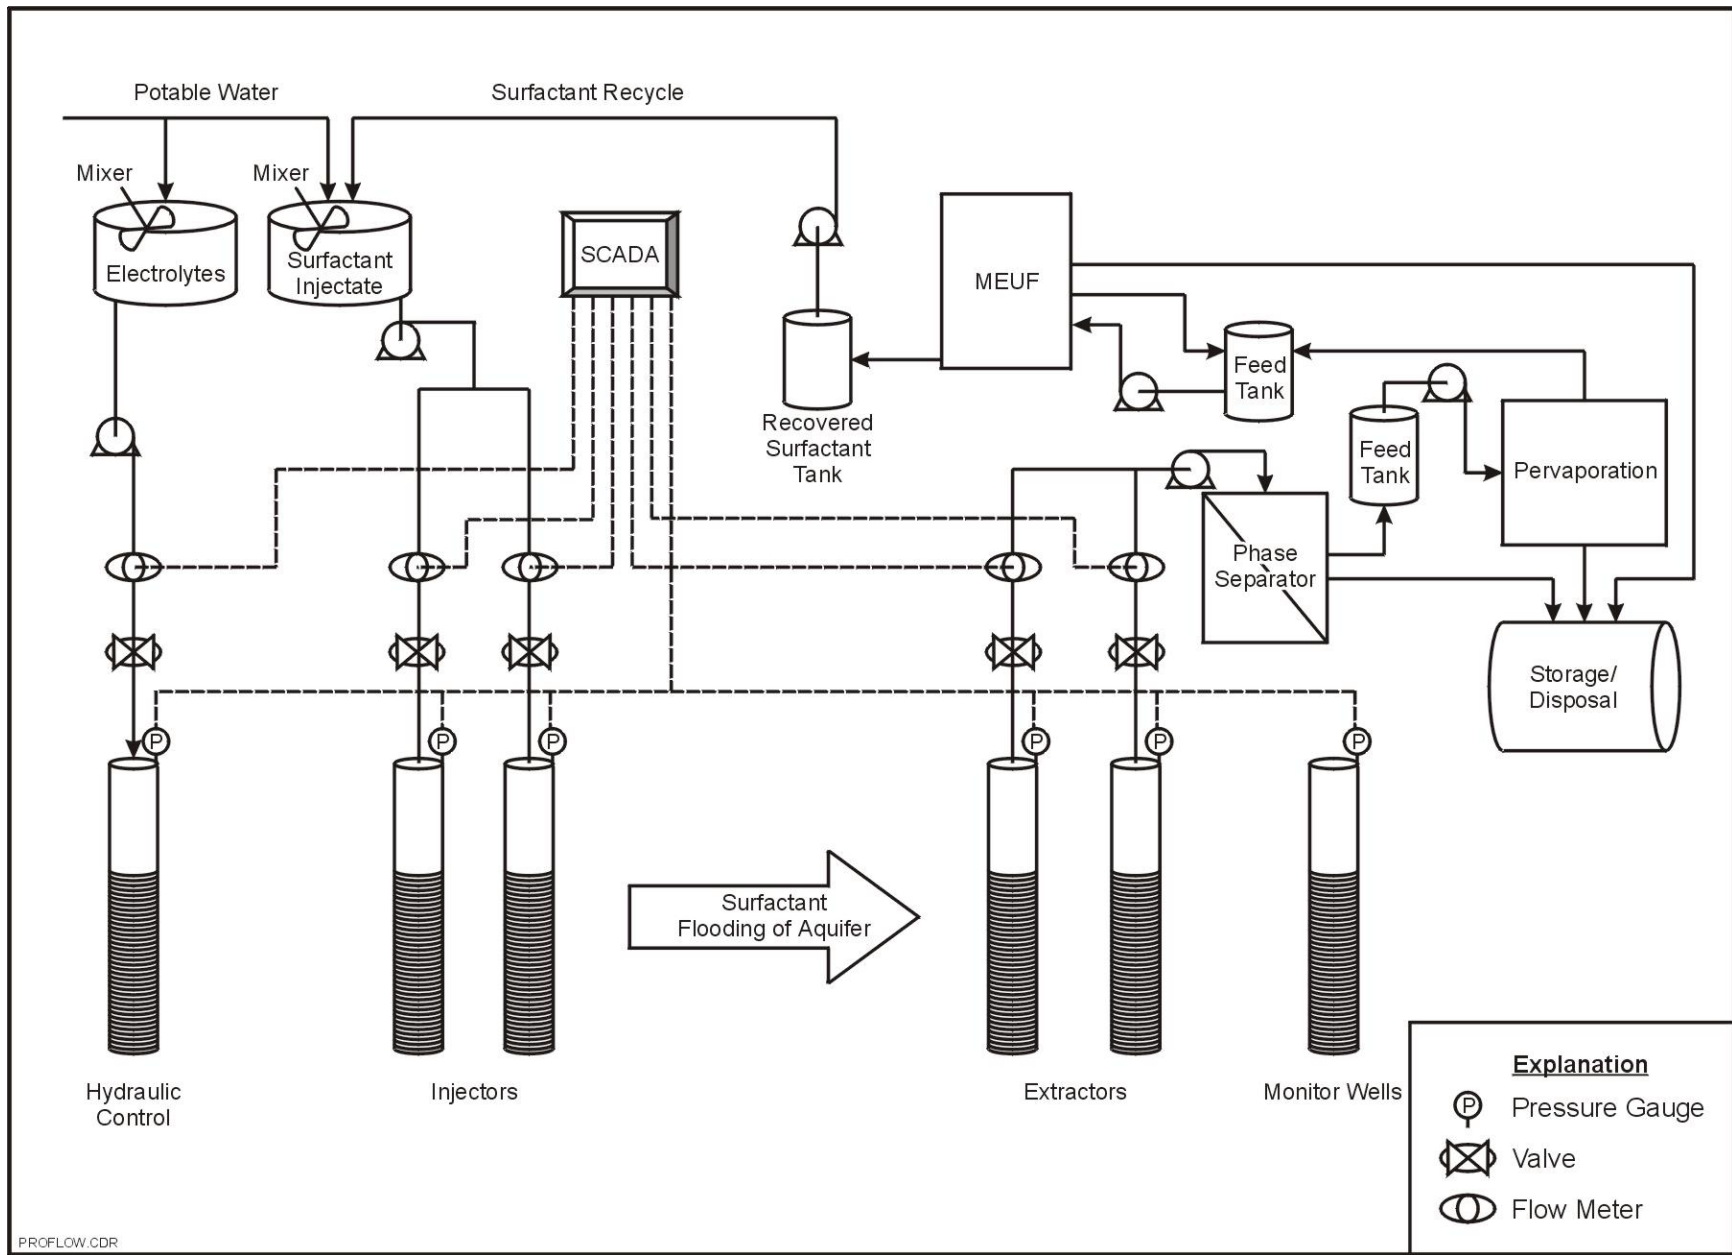 Potable Water
Surfactant Recycle
Mixer
Mixer
Electrolytes
Surfactant
Injectate
SCADA
MEUF
Feed
Tank
Recovered
Surfactant
Tank
Feed
Tank
Pervaporation
Phase
Separator
Storage/
Disposal
P
P
P
P
P
P
Surfactant
Flooding of Aquifer
Hydraulic
Control
Injectors
Extractors
Monitor Wells
Explanation
P Pressure Gauge
Valve
Flow Meter
PROFLOW.CDR